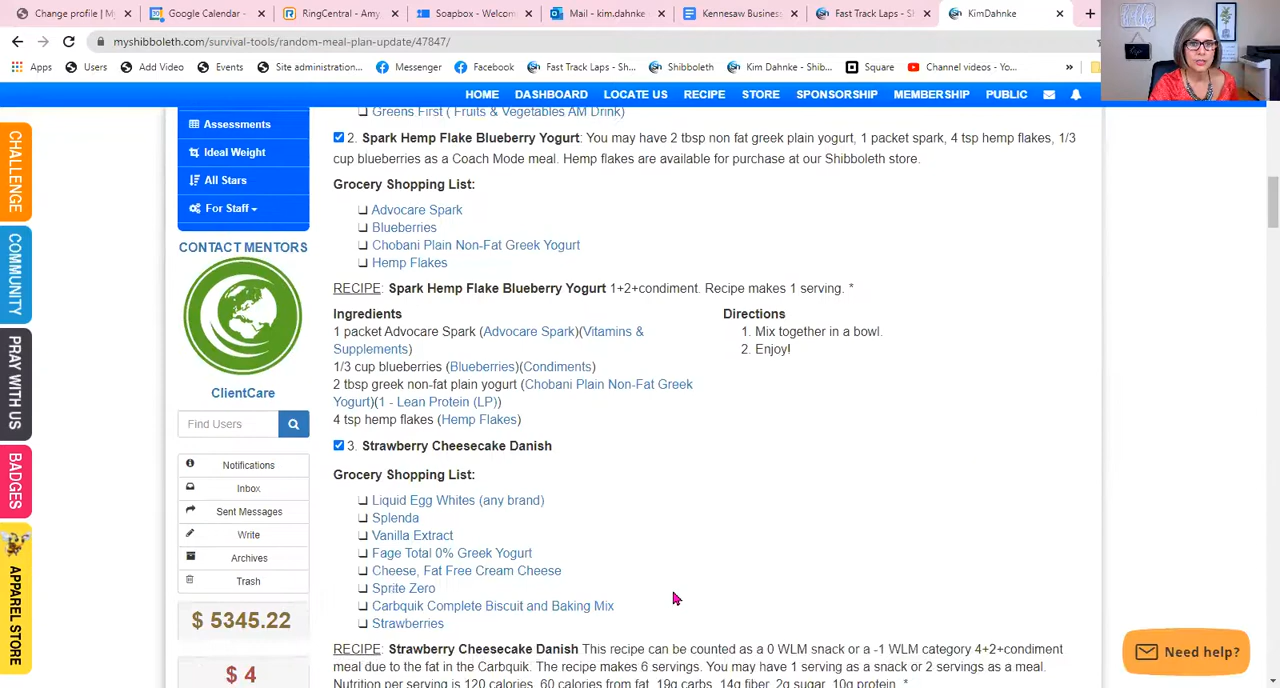 Change profile | M
Google Calendar -
RingCentral - Amy
Soapbox - Welcom
Mail - kim.dahnke
Kennesaw Business
Fast Track Laps - S
KimDahnke
myshibboleth.com/survival-tools/random-meal-plan-update/47847/
Apps Users Add Video Events Site administration... Messenger Faceb Fast Track Laps - Sh... Shibboleth Kim Dahnke - Shib... Square Channel videos - Yo... »
HOME DASHBOARD LOCATE US RECIPE STORE SPONSORSHIP MEMBERSHIP PUBLIC
CHALLENGE
COMMUNITY
PRAY WITH US
BADGES
APPAREL STORE
Assessments
Ideal Weight
All Stars
For Staff
CONTACT MENTORS
ClientCare
Find Users
Notifications
Inbox
Sent Messages
Write
Archives
Trash
$ 5345.22
$ 4
Greens First ( Fruits & Vegetables AM Drink)
2. Spark Hemp Flake Blueberry Yogurt: You may have 2 tbsp non fat greek plain yogurt, 1 packet spark, 4 tsp hemp flakes, 1/3
cup blueberries as a Coach Mode meal. Hemp flakes are available for purchase at our Shibboleth store.
Grocery Shopping List:
❏ Advocare Spark
❏ Blueberries
❏ Chobani Plain Non-Fat Greek Yogurt
❏ Hemp Flakes
RECIPE: Spark Hemp Flake Blueberry Yogurt 1+2+condiment. Recipe makes 1 serving. *
Ingredients
1 packet Advocare Spark (Advocare Spark)(Vitamins &
Supplements)
1/3 cup blueberries (Blueberries)(Condiments)
2 tbsp greek non-fat plain yogurt (Chobani Plain Non-Fat Greek
Yogurt)(1 - Lean Protein (LP))
4 tsp hemp flakes (Hemp Flakes)
Directions
1. Mix together in a bowl.
2. Enjoy!
3. Strawberry Cheesecake Danish
Grocery Shopping List:
❏ Liquid Egg Whites (any brand)
❏ Splenda
❏ Vanilla Extract
❏ Fage Total 0% Greek Yogurt
❏ Cheese, Fat Free Cream Cheese
❏ Sprite Zero
❏ Carbquik Complete Biscuit and Baking Mix
❏ Strawberries
RECIPE: Strawberry Cheesecake Danish This recipe can be counted as a 0 WLM snack or a -1 WLM category 4+2+condiment
meal due to the fat in the Carbquik. The recipe makes 6 servings. You may have 1 serving as a snack or 2 servings as a meal.
Nutrition per serving is 120 calories, 60 calories from fat, 19g carbs, 14g fiber, 2g sugar, 10g protein. *
Need help?